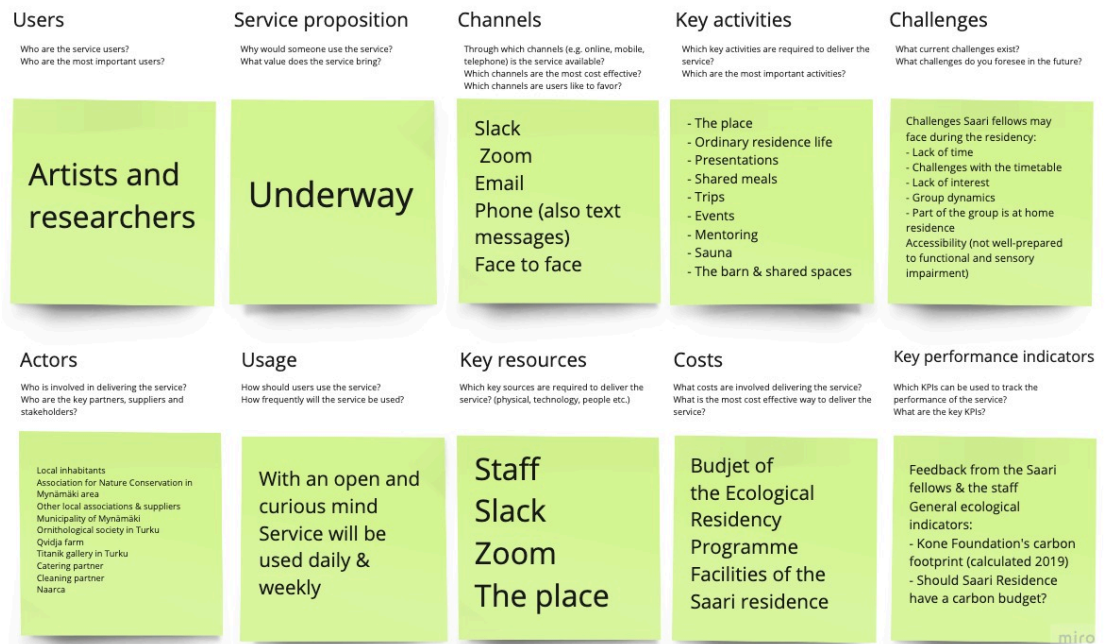 Users
Who are the service users?
Who are the most important users?
Artists and
researchers
Service proposition
Why would someone use the service?
What value does the service bring?
Underway
Channels
Through which channels (e.g. online, mobile,
telephone) is the service available?
Which channels are the most cost effective?
Which channels are users like to favor?
Slack
Zoom
Email
Phone (also text
messages)
Face to face
Key activities
Which key activities are required to deliver the
service?
Which are the most important activities?
- The place
- Ordinary residence life
- Presentations
- Shared meals
- Trips
- Events
- Mentoring
- Sauna
- The barn & shared spaces
Challenges
What current challenges exist?
What challenges do you foresee in the future?
Challenges Saari fellows may
face during the residency:
- Lack of time
- Challenges with the timetable
- Lack of interest
- Group dynamics
- Part of the group is at home
residence
Accessibility (not well-prepared
to functional and sensory
impairment)
Actors
Who is involved in delivering the service?
Who are the key partners, suppliers and
stakeholders?
Local inhabitants
Association for Nature Conservation in
Mynämäki area
Other local associations & suppliers
Municipality of Mynämäki
Ornithological society in Turku
Qvidja farm
Titanik gallery in Turku
Catering partner
Cleaning partner
Naarca
Usage
How should users use the service?
How frequently will the service be used?
With an open and
curious mind
Service will be
used daily &
weekly
Key resources
Which key sources are required to deliver the
service? (physical, technology, people etc.)
Staff
Slack
Zoom
The place
Costs
What costs are involved delivering the service?
What is the most cost effective way to deliver the
service?
Budjet of
the Ecological
Residency
Programme
Facilities of the
Saari residence
Key performance indicators
Which KPIs can be used to track the
performance of the service?
What are the key KPIs?
Feedback from the Saari
fellows & the staff
General ecological
indicators:
- Kone Foundation's carbon
footprint (calculated 2019)
- Should Saari Residence
have a carbon budget?
miro